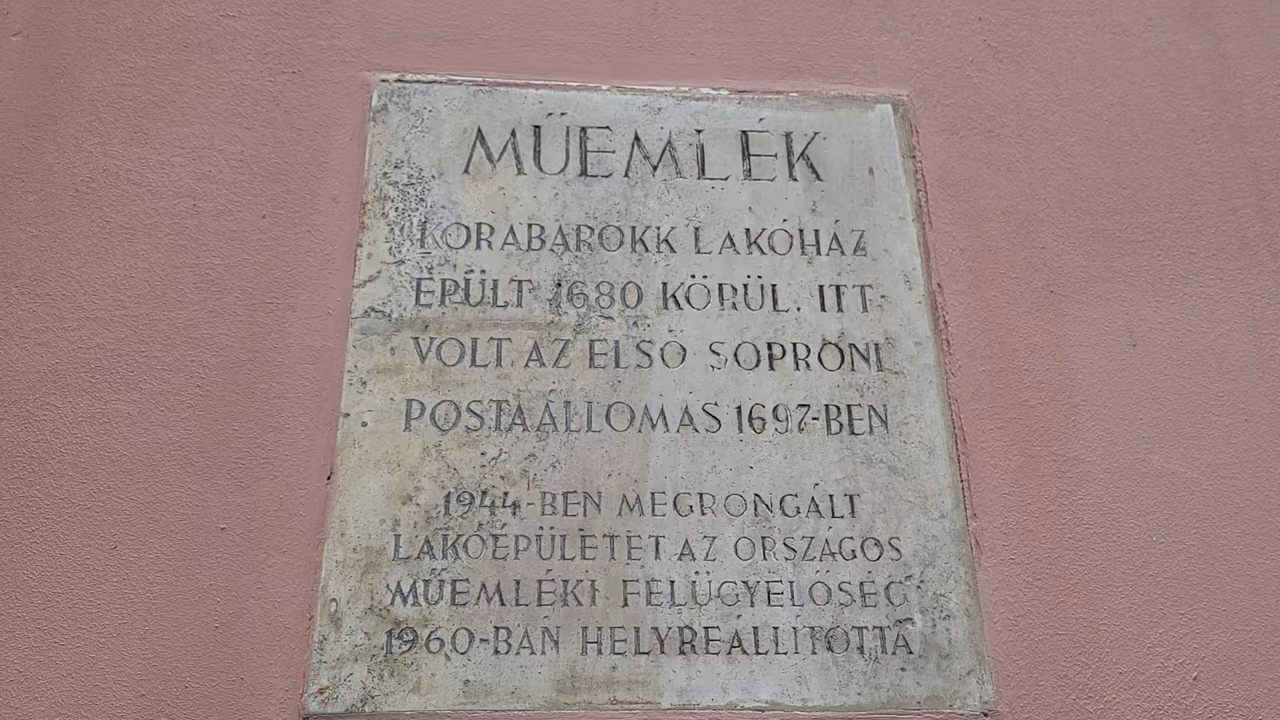 MŰEMLÉK
KORABAROKK LAKÓHÁZ
ÉPÜLT 1680 KÖRÜL. ITT
VOLT AZ ELSŐ SOPRONI
POSTAÁLLOMÁS 1697-BEN
1944-BEN MEGRONGÁLT
LAKÓÉPÜLETET AZ ORSZÁGOS
MŰEMLÉKI FELÜGYELŐSÉG
1960-BAN HELYREÁLLÍTOTTA